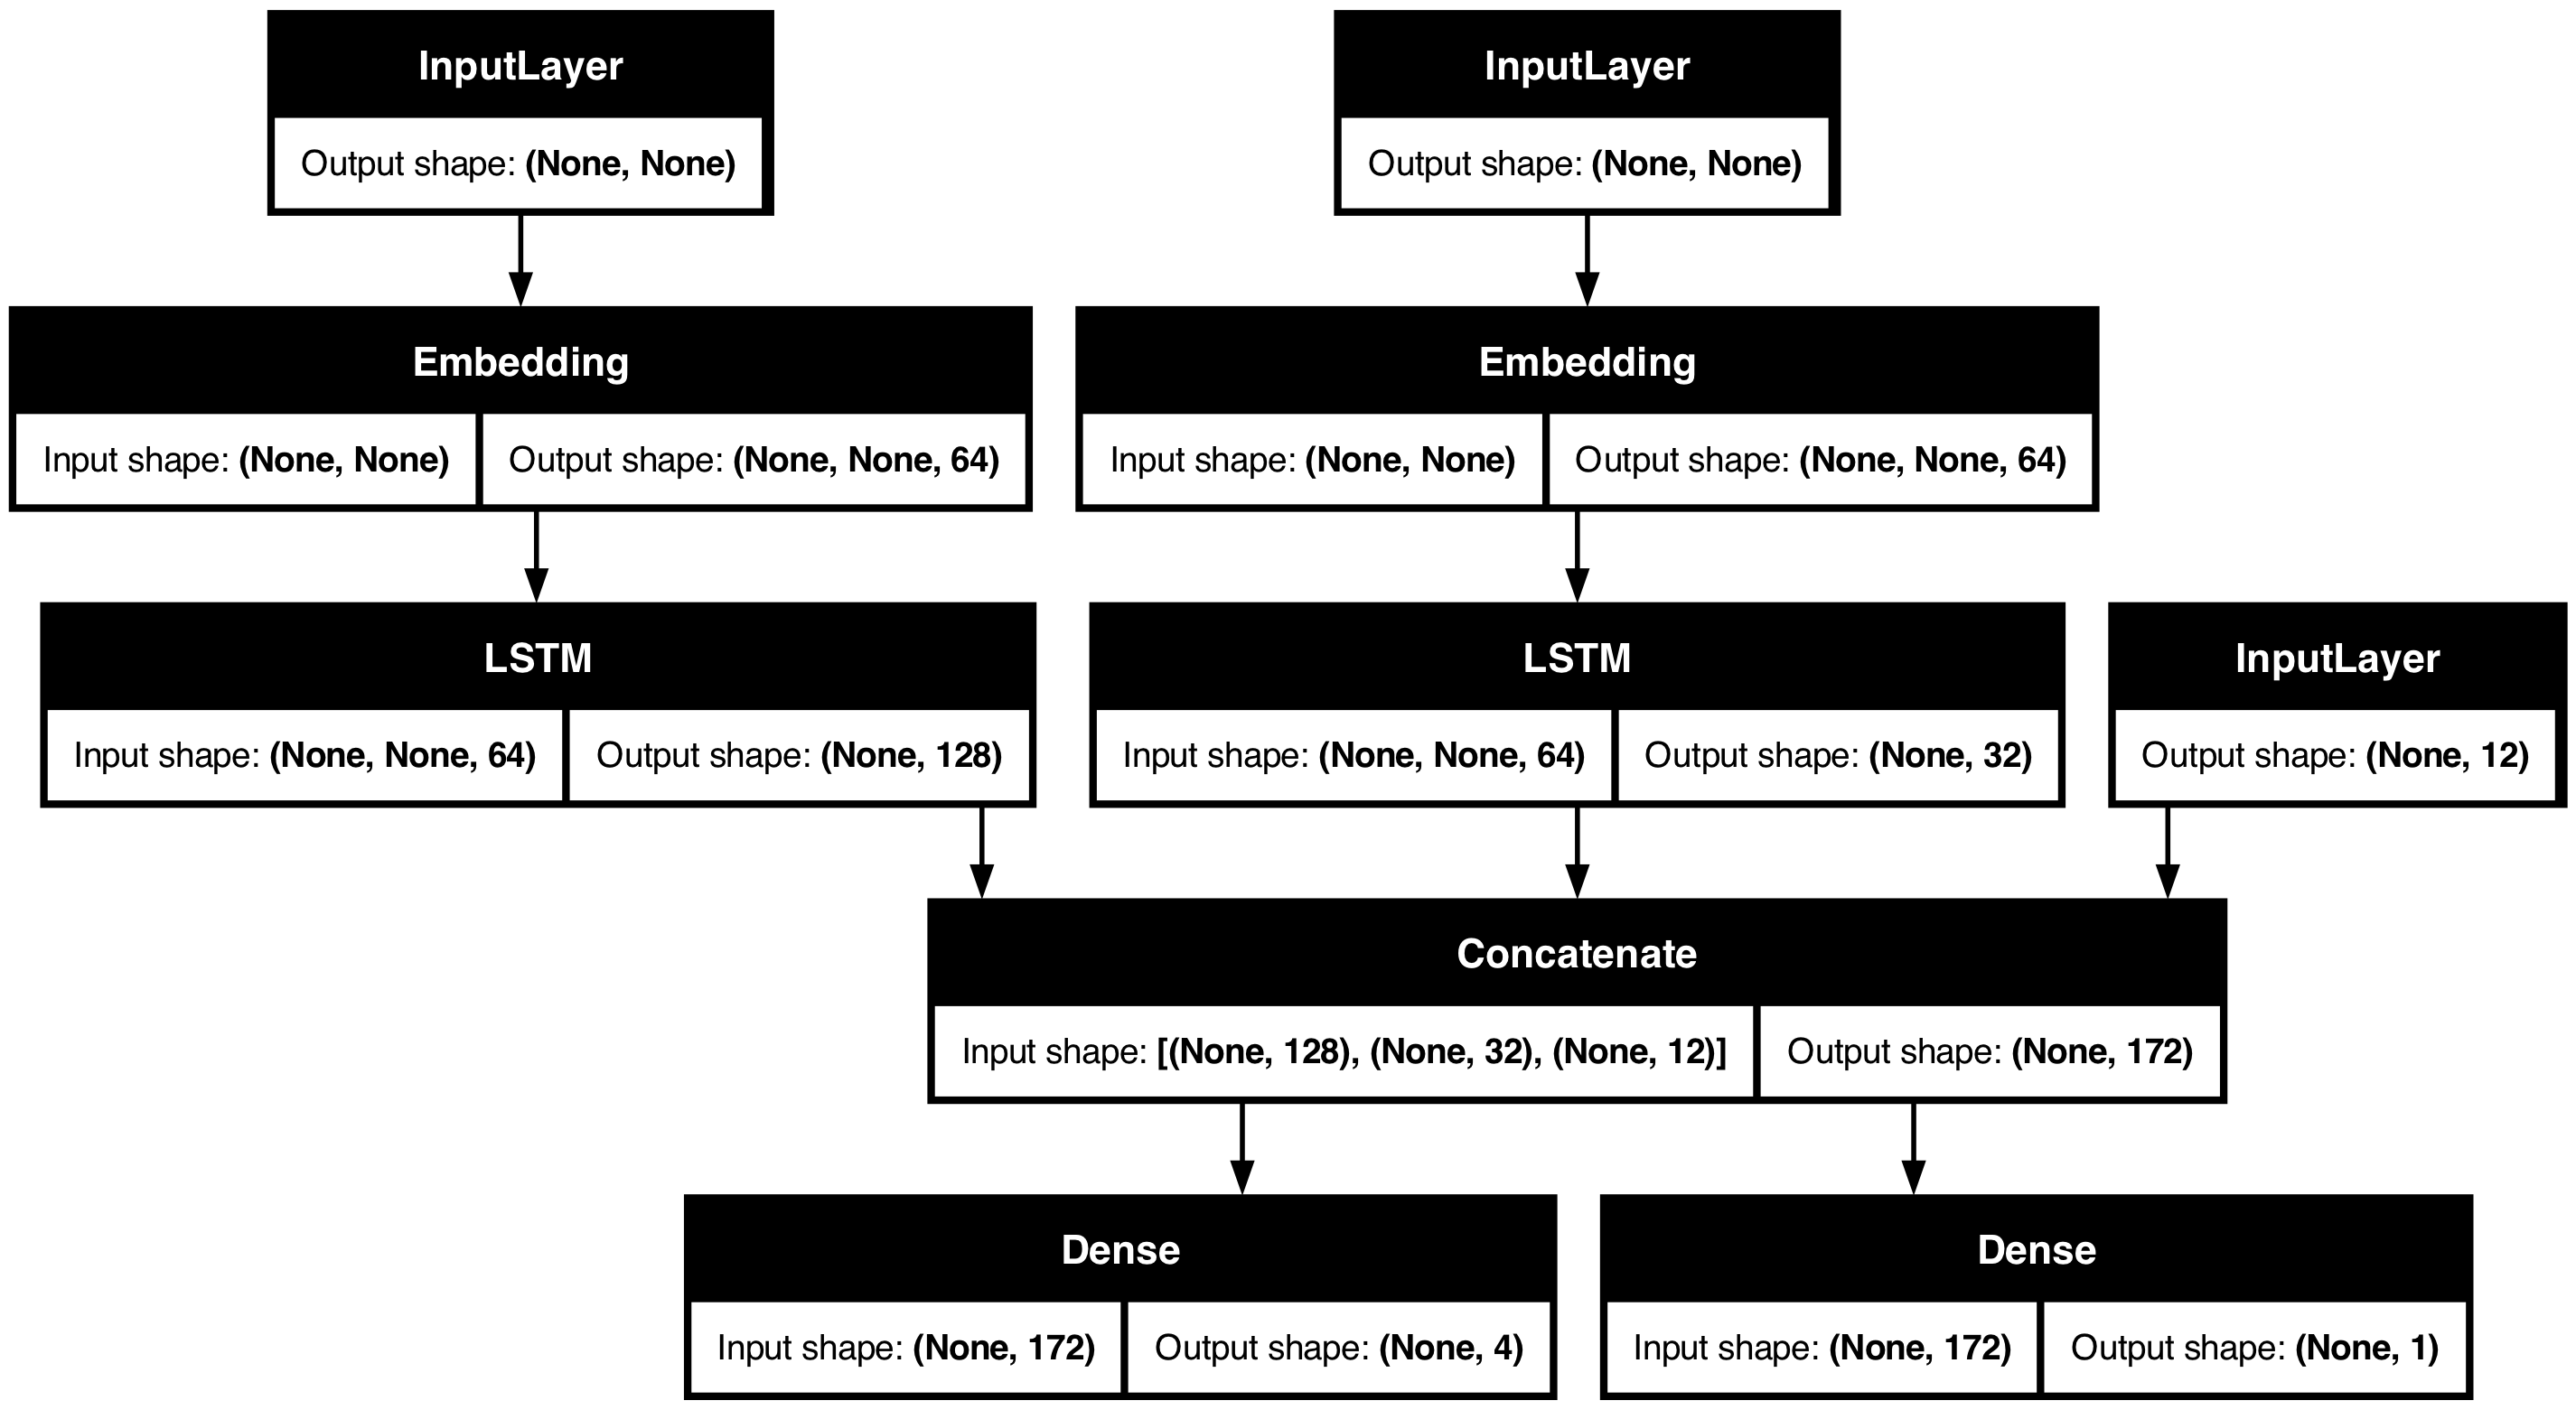 InputLayer
Output shape: (None, None)
InputLayer
Output shape: (None, None)
Embedding
Input shape: (None, None)
Output shape: (None, None, 64)
Embedding
Input shape: (None, None)
Output shape: (None, None, 64)
LSTM
Input shape: (None, None, 64)
Output shape: (None, 128)
LSTM
Input shape: (None, None, 64)
Output shape: (None, 32)
InputLayer
Output shape: (None, 12)
Concatenate
Input shape: [(None, 128), (None, 32), (None, 12)]
Output shape: (None, 172)
Dense
Input shape: (None, 172)
Output shape: (None, 4)
Dense
Input shape: (None, 172)
Output shape: (None, 1)